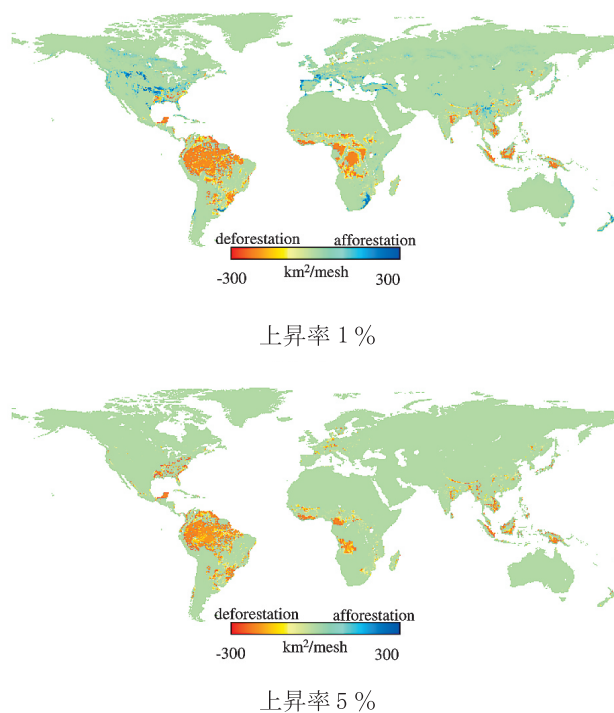 deforestation afforestation
-300 km²/mesh 300
上昇率 1 %
deforestation afforestation
-300 km²/mesh 300
上昇率 5 %